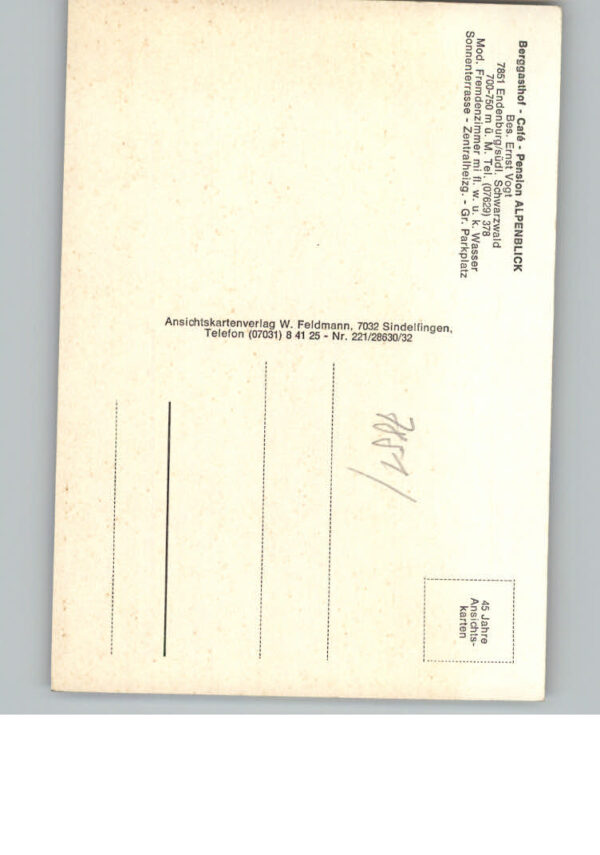 Berggasthof - Café - Pension ALPENBLICK
Bes. Ernst Vogt
7851 Endenburg/südl. Schwarzwald
700-750 m ü. M. Tel. (07629) 378
Mod. Fremdenzimmer mi fl. w. u. k. Wasser
Sonnenterrasse - Zentralheizg. - Gr. Parkplatz
Ansichtskartenverlag W. Feldmann, 7032 Sindelfingen,
Telefon (07031) 8 41 25 - Nr. 221/28630/32
45 Jahre
Ansichts-
karten